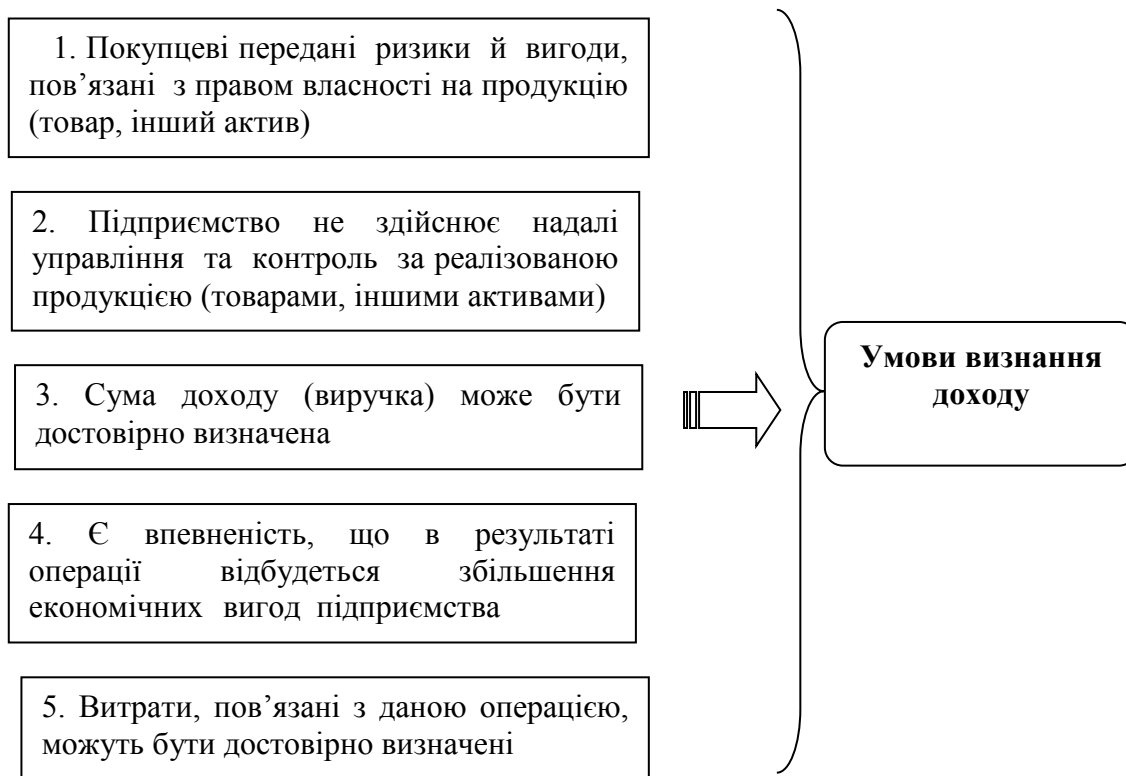 1. Покупцеві передані ризики й вигоди,
пов’язані з правом власності на продукцію
(товар, інший актив)
2. Підприємство не здійснює надалі
управління та контроль за реалізованою
продукцією (товарами, іншими активами)
3. Сума доходу (виручка) може бути
достовірно визначена
4. Є впевненість, що в результаті
операції відбудеться збільшення
економічних вигод підприємства
5. Витрати, пов’язані з даною операцією,
можуть бути достовірно визначені
Умови визнання
доходу